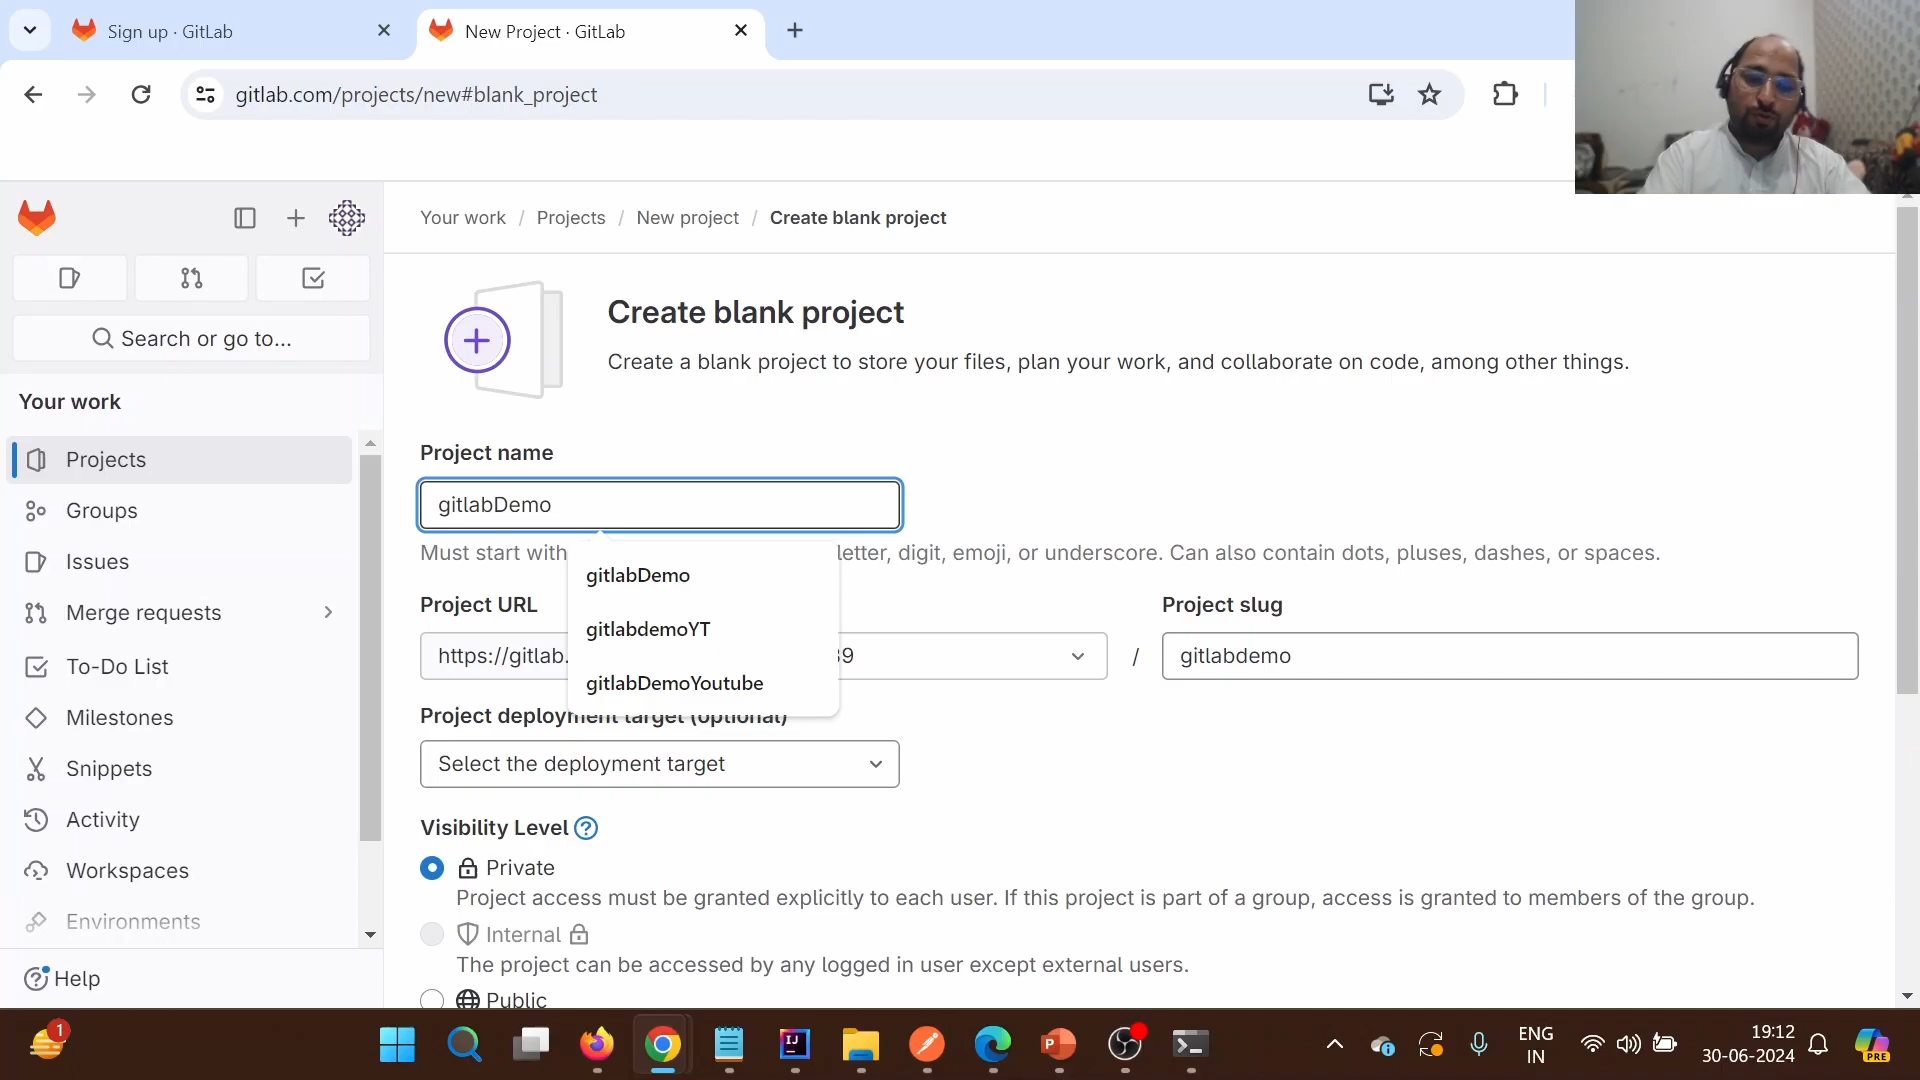 Sign up · GitLab
New Project · GitLab
gitlab.com/projects/new#blank_project
Your work / Projects / New project / Create blank project
Search or go to...
Your work
Projects
Groups
Issues
Merge requests
To-Do List
Milestones
Snippets
Activity
Workspaces
Environments
Help
Create blank project
Create a blank project to store your files, plan your work, and collaborate on code, among other things.
Project name
gitlabDemo
Must start with letter, digit, emoji, or underscore. Can also contain dots, pluses, dashes, or spaces.
gitlabDemo
gitlabdemoYT
gitlabDemoYoutube
Project URL
https://gitlab.
/
Project slug
gitlabdemo
Project deployment target (optional)
Select the deployment target
Visibility Level
Private
Project access must be granted explicitly to each user. If this project is part of a group, access is granted to members of the group.
Internal
The project can be accessed by any logged in user except external users.
Public
1
IJ
P
ENG
IN
19:12
30-06-2024
PRE